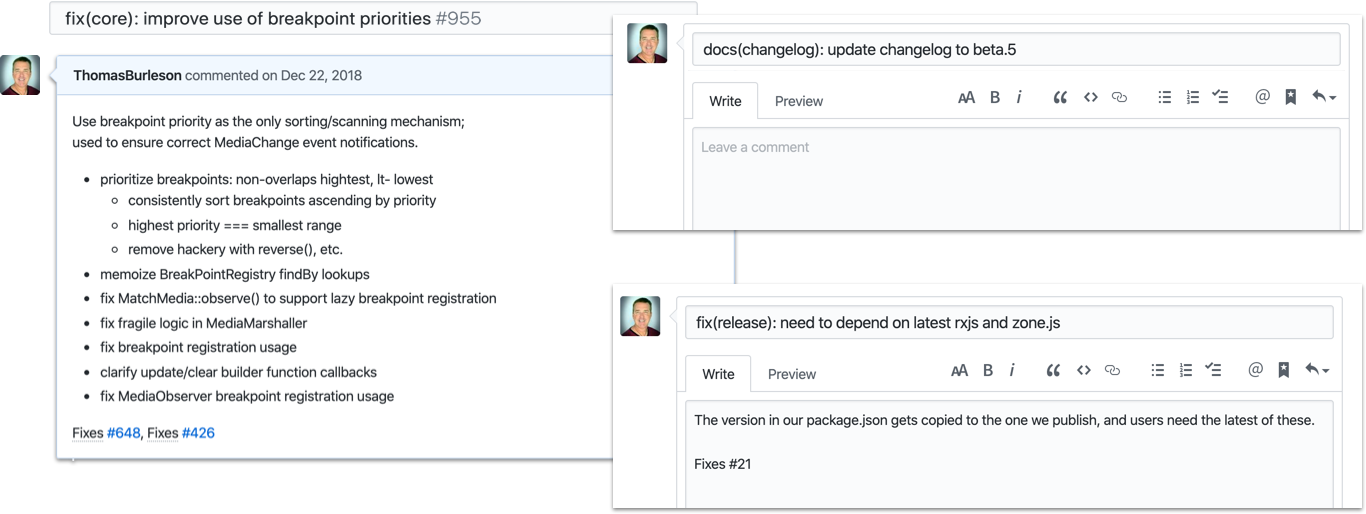 fix(core): improve use of breakpoint priorities #955
ThomasBurleson commented on Dec 22, 2018
Use breakpoint priority as the only sorting/scanning mechanism;
used to ensure correct MediaChange event notifications.
prioritize breakpoints: non-overlaps hightest, lt- lowest
consistently sort breakpoints ascending by priority
highest priority === smallest range
remove hackery with reverse(), etc.
memoize BreakPointRegistry findBy lookups
fix MatchMedia::observe() to support lazy breakpoint registration
fix fragile logic in MediaMarshaller
fix breakpoint registration usage
clarify update/clear builder function callbacks
fix MediaObserver breakpoint registration usage
Fixes #648, Fixes #426
docs(changelog): update changelog to beta.5
Write Preview AA B i “ <> @
Leave a comment
fix(release): need to depend on latest rxjs and zone.js
Write Preview AA B i “ <> @
The version in our package.json gets copied to the one we publish, and users need the latest of these.
Fixes #21